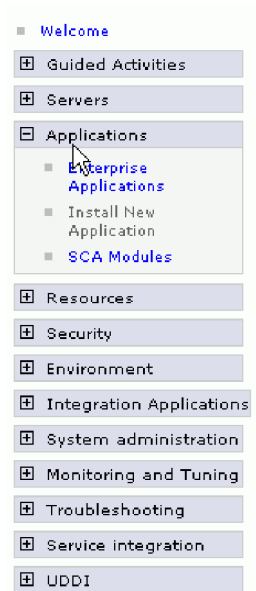 Welcome
Guided Activities
Servers
Applications
Enterprise
Applications
Install New
Application
SCA Modules
Resources
Security
Environment
Integration Applications
System administration
Monitoring and Tuning
Troubleshooting
Service integration
UDDI